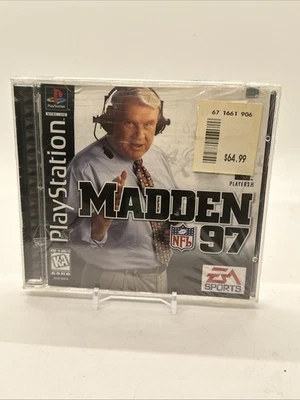 PlayStation
67 1661 906
$64.99
PLAYERS!!
MADDEN
NFL
97
EA
SPORTS
K-A